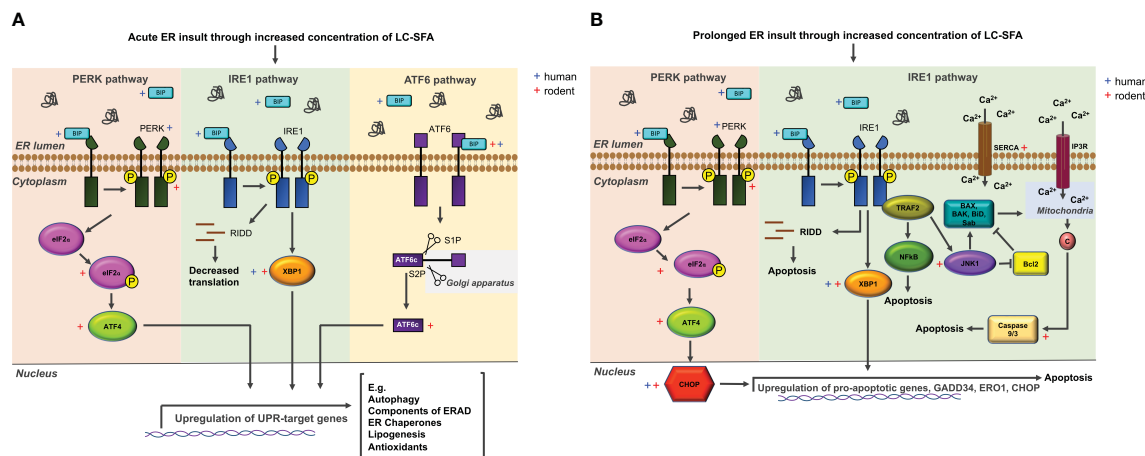 A
Acute ER insult through increased concentration of LC-SFA
PERK pathway
IRE1 pathway
ATF6 pathway
+ human
+ rodent
+ BIP
+ BIP
+ BIP
+ BIP
PERK +
+ BIP
IRE1
ATF6
BIP ++
ER lumen
Cytoplasm
P
P
+
P
P
eIF2α
RIDD
S1P
ATF6c
S2P
Golgi apparatus
+ eIF2α
P
Decreased
translation
++ XBP1
+ ATF4
ATF6c +
Nucleus
Upregulation of UPR-target genes
E.g.
Autophagy
Components of ERAD
ER Chaperones
Lipogenesis
Antioxidants
B
Prolonged ER insult through increased concentration of LC-SFA
PERK pathway
IRE1 pathway
+ human
+ rodent
+ BIP
+ BIP
+ BIP
+PERK
+ BIP
IRE1
Ca²⁺
Ca²⁺
Ca²⁺
Ca²⁺
Ca²⁺
Ca²⁺
SERCA +
IP3R
ER lumen
Cytoplasm
P
P
+
P
P
Ca²⁺
Ca²⁺
Ca²⁺
Ca²⁺
Ca²⁺
Mitochondria
TRAF2
BAX,
BAK, BiD,
Sab
eIF2α
RIDD
C
+ eIF2α
P
Apoptosis
NFkB
+ JNK1
Bcl2
++ XBP1
Apoptosis
+ ATF4
Apoptosis
Caspase
9/3
+
Nucleus
++ CHOP
Upregulation of pro-apoptotic genes, GADD34, ERO1, CHOP
Apoptosis